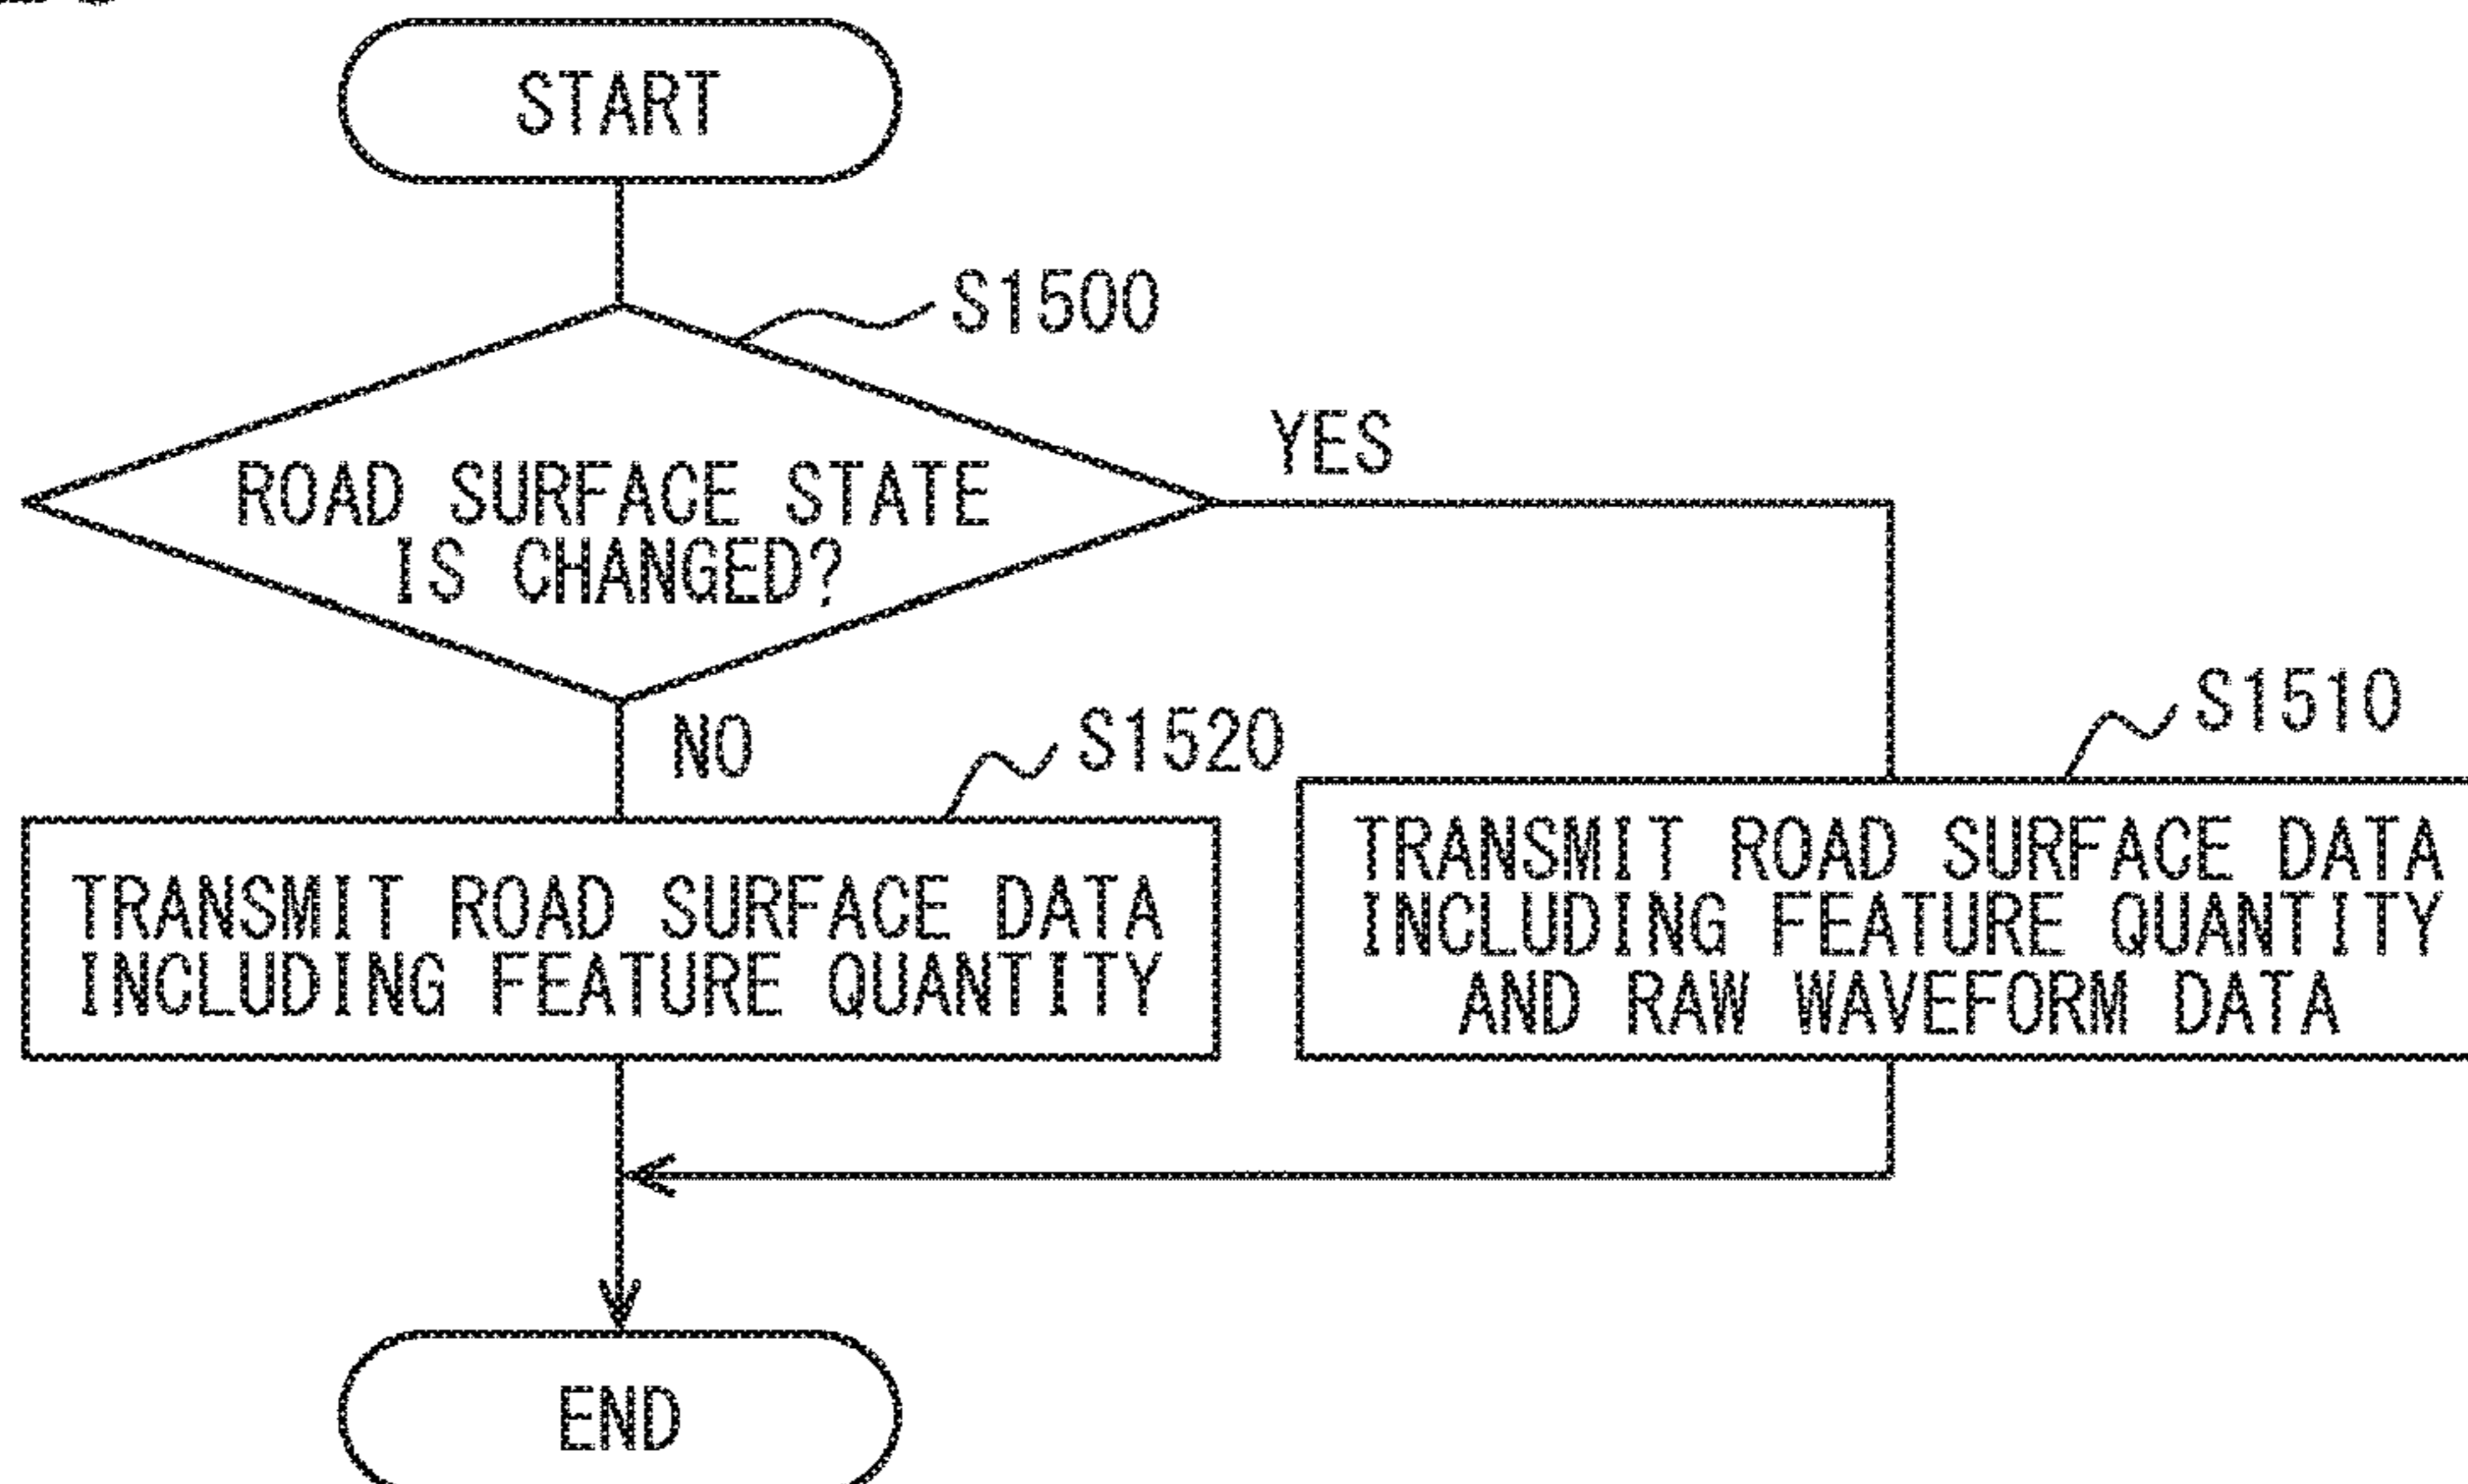 START
S1500
YES
ROAD SURFACE STATE
IS CHANGED?
NO
S1520
S1510
TRANSMIT ROAD SURFACE DATA
INCLUDING FEATURE QUANTITY
TRANSMIT ROAD SURFACE DATA
INCLUDING FEATURE QUANTITY
AND RAW WAVEFORM DATA
END